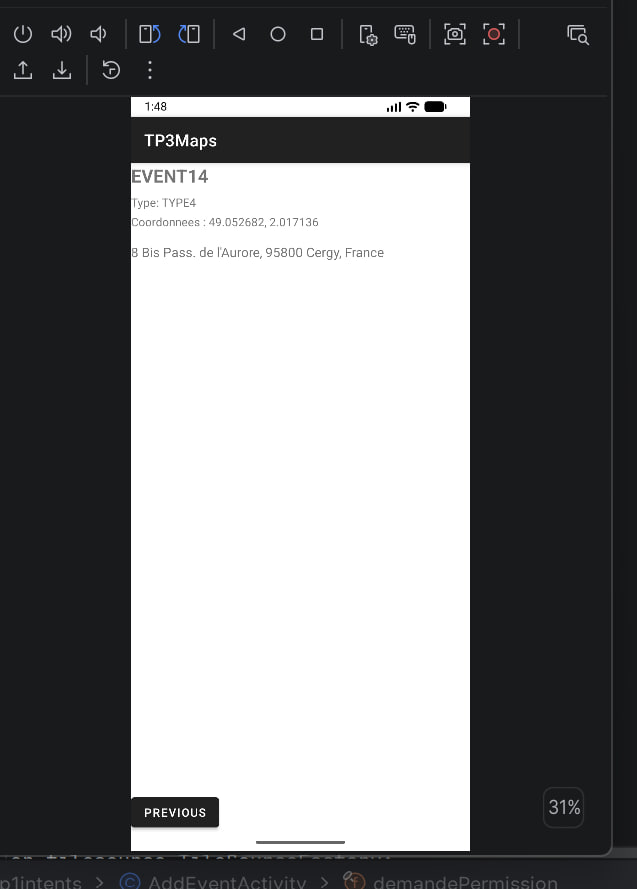 1:48
TP3Maps
EVENT14
Type: TYPE4
Coordonnees : 49.052682, 2.017136
8 Bis Pass. de l'Aurore, 95800 Cergy, France
PREVIOUS
31%
p1intents > AddEventActivity > demandePermission